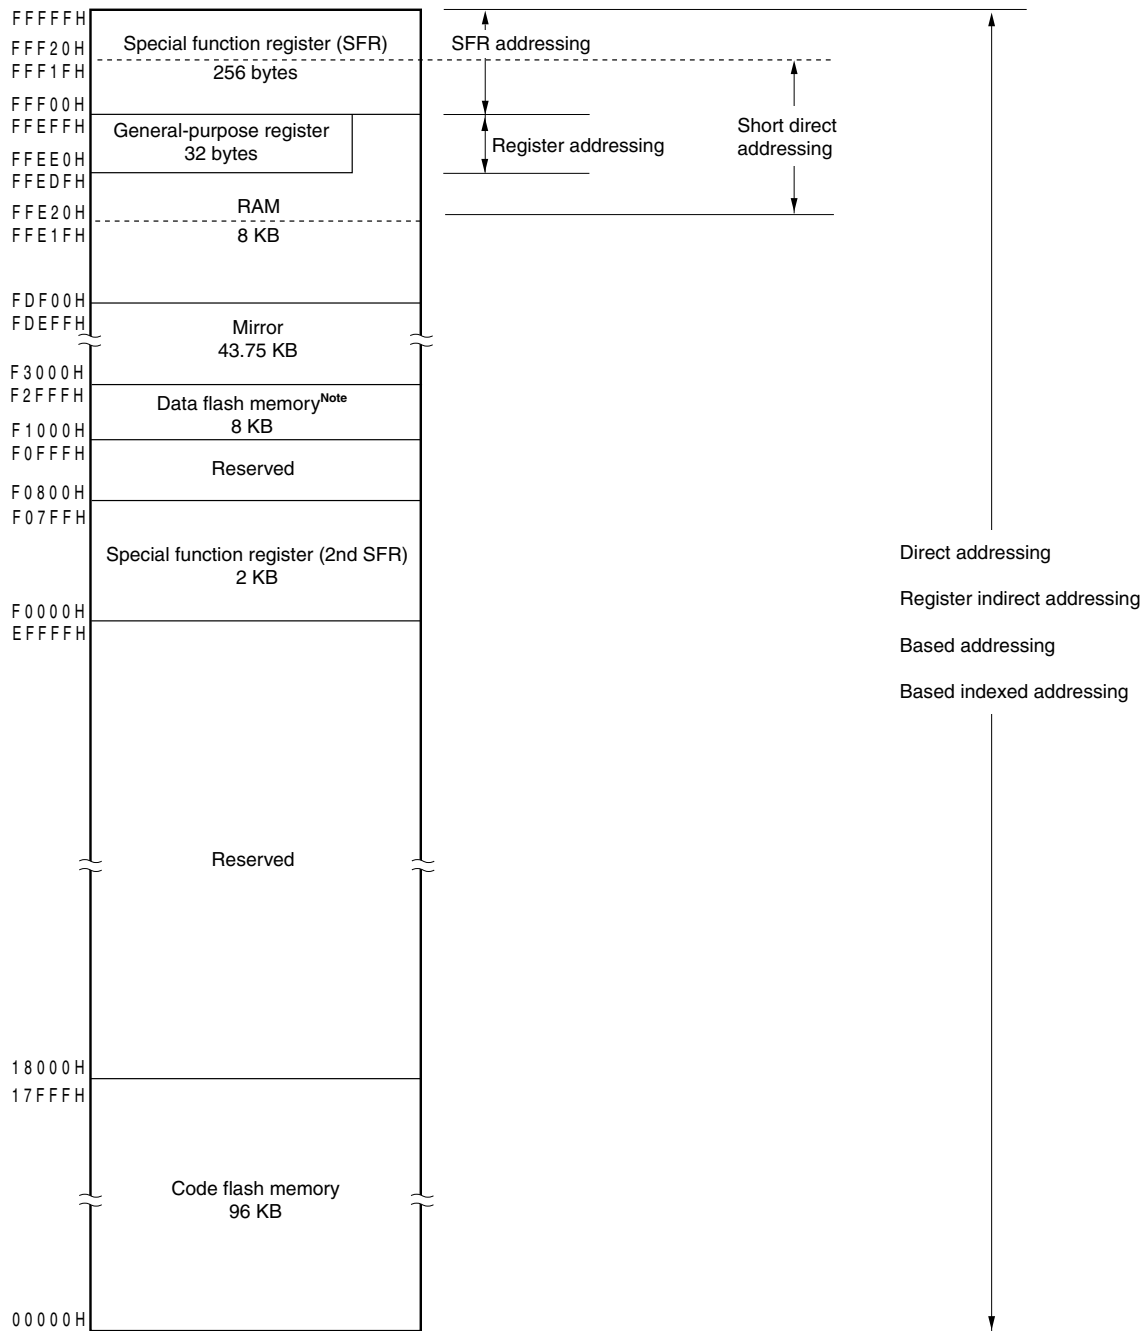 FFFFFH
FFF20H
FFF1FH
FFF00H
FFEFFH
FFEE0H
FFEDFH
FFE20H
FFE1FH
FDF00H
FDEFFH
F3000H
F2FFFH
F1000H
F0FFFH
F0800H
F07FFH
F0000H
EFFFFH
18000H
17FFFH
00000H
Special function register (SFR)
256 bytes
General-purpose register
32 bytes
RAM
8 KB
Mirror
43.75 KB
Data flash memoryNote
8 KB
Reserved
Special function register (2nd SFR)
2 KB
Reserved
Code flash memory
96 KB
SFR addressing
Register addressing
Short direct
addressing
Direct addressing
Register indirect addressing
Based addressing
Based indexed addressing